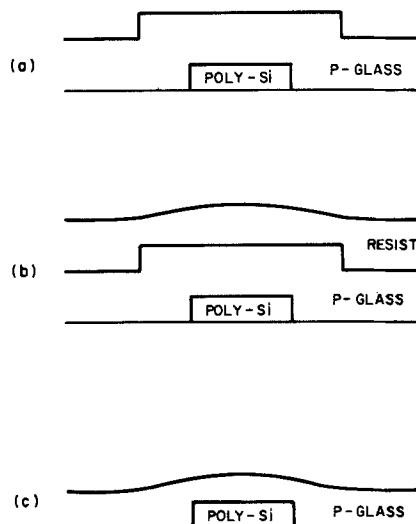 (a)
POLY-Si
P-GLASS
RESIST
(b)
POLY-Si
P-GLASS
(c)
POLY-Si
P-GLASS